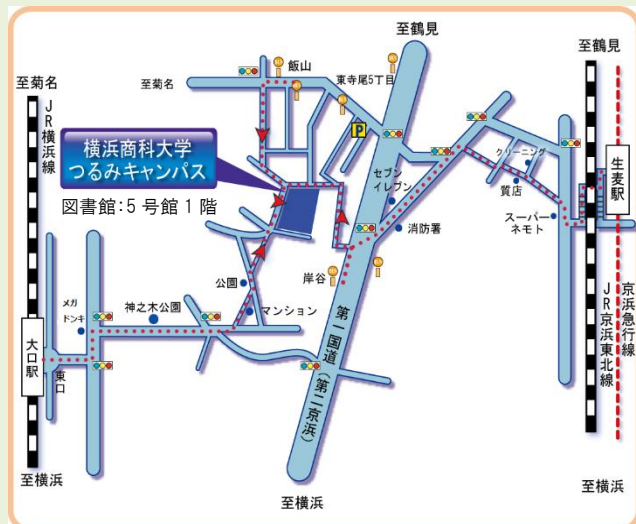 至鶴見
至鶴見
至菊名
飯山
東寺尾5丁目
至菊名
JR横浜線
P
横浜商科大学
つるみキャンパス
図書館：5号館1階
セブン
イレブン
クリーニング
質店
生麦駅
消防署
スーパー
ネモト
岸谷
公園
マンション
神之木公園
メガ
ドンキ
大口駅
東口
第一国道(第二京浜)
JR京浜東北線
京浜急行線
至横浜
至横浜
至横浜